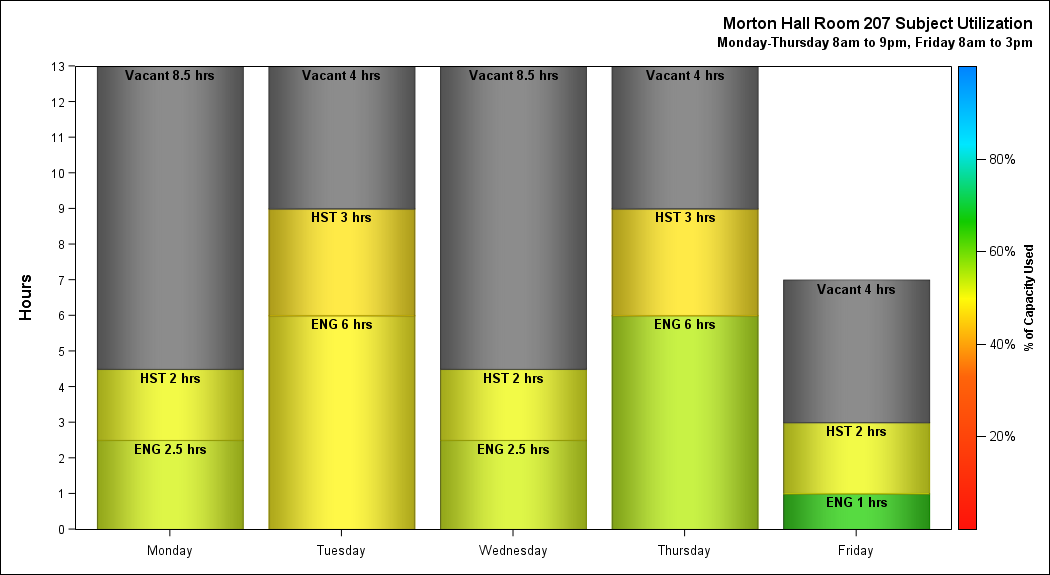 Morton Hall Room 207 Subject Utilization
Monday-Thursday 8am to 9pm, Friday 8am to 3pm
Hours
13
12
11
10
9
8
7
6
5
4
3
2
1
0
Vacant 8.5 hrs
HST 2 hrs
ENG 2.5 hrs
Vacant 4 hrs
HST 3 hrs
ENG 6 hrs
Vacant 8.5 hrs
HST 2 hrs
ENG 2.5 hrs
Vacant 4 hrs
HST 3 hrs
ENG 6 hrs
Vacant 4 hrs
HST 2 hrs
ENG 1 hrs
Monday
Tuesday
Wednesday
Thursday
Friday
80%
60%
40%
20%
% of Capacity Used